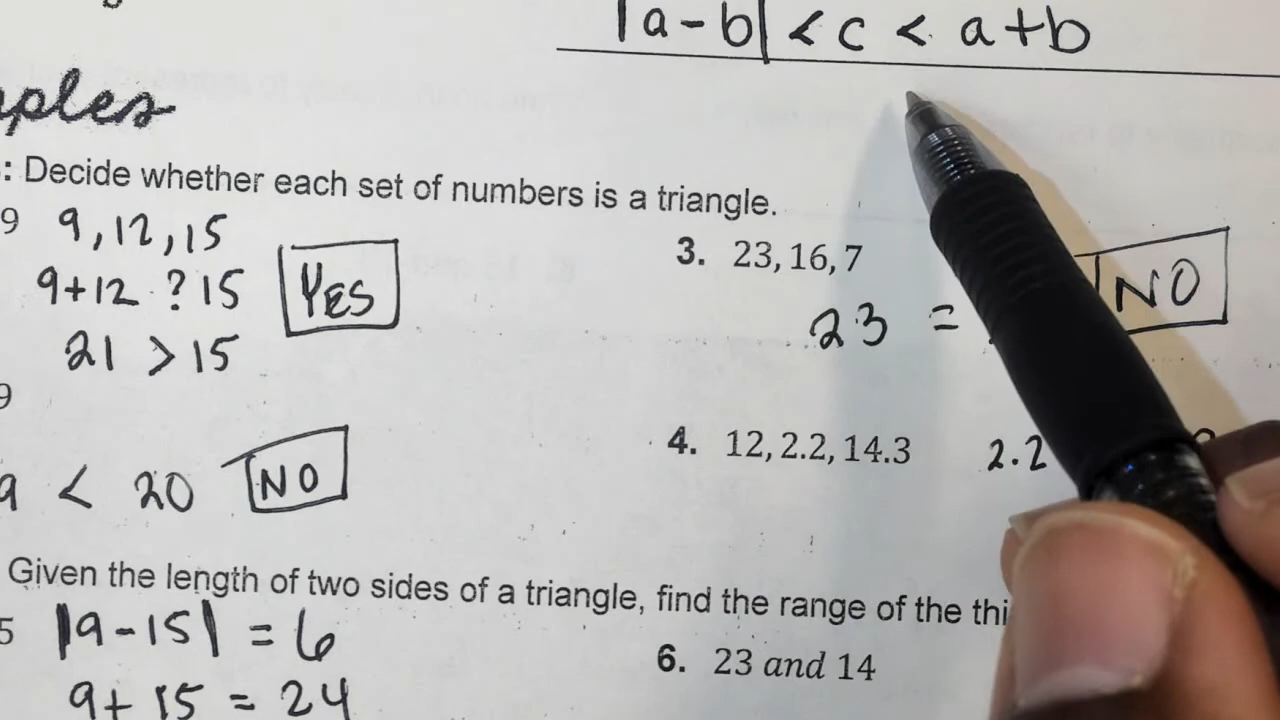 |a-b| < c < a+b
ples
: Decide whether each set of numbers is a triangle.
9 9,12,15
9+12 ? 15
21 > 15
YES
3. 23, 16, 7
23 =
NO
9
9 < 20
NO
4. 12, 2.2, 14.3
2.2
Given the length of two sides of a triangle, find the range of the thi
5 |9-15| = 6
9+ 15 = 24
6. 23 and 14